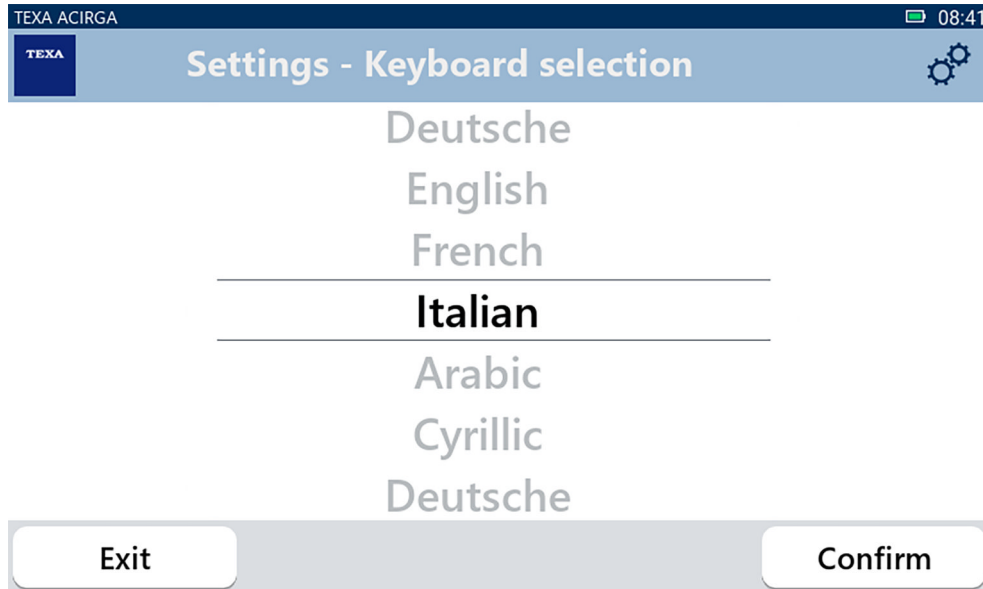 TEXA ACIRGA 08:41
TEXA Settings - Keyboard selection
Deutsche
English
French
Italian
Arabic
Cyrillic
Deutsche
Exit Confirm